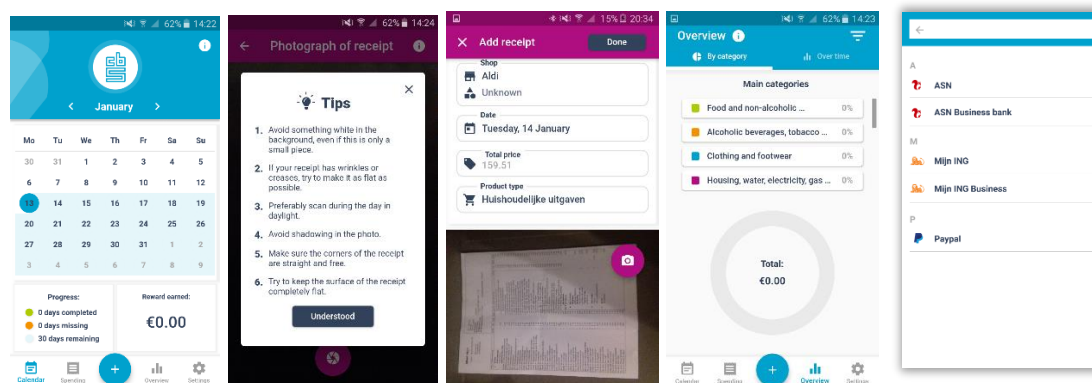 62% 14:22
January
Mo Tu We Th Fr Sa Su
30 31 1 2 3 4 5
6 7 8 9 10 11 12
13 14 15 16 17 18 19
20 21 22 23 24 25 26
27 28 29 30 31 1 2
3 4 5 6 7 8 9
Progress:
0 days completed
0 days missing
30 days remaining
Reward earned:
€0.00
Calendar Spending + Overview Settings
62% 14:24
Photograph of receipt
Tips
1. Avoid something white in the
background, even if this is only a
small piece.
2. If your receipt has wrinkles or
creases, try to make it as flat as
possible.
3. Preferably scan during the day in
daylight.
4. Avoid shadowing in the photo.
5. Make sure the corners of the receipt
are straight and free.
6. Try to keep the surface of the receipt
completely flat.
Understood
15% 20:34
Add receipt Done
Shop
Aldi
Unknown
Date
Tuesday, 14 January
Total price
159.51
Product type
Huishoudelijke uitgaven
62% 14:23
Overview
By category Over time
Main categories
Food and non-alcoholic ... 0%
Alcoholic beverages, tobacco ... 0%
Clothing and footwear 0%
Housing, water, electricity, gas ... 0%
Total:
€0.00
Calendar Spending + Overview Settings
A
ASN
ASN Business bank
M
Mijn ING
Mijn ING Business
P
Paypal